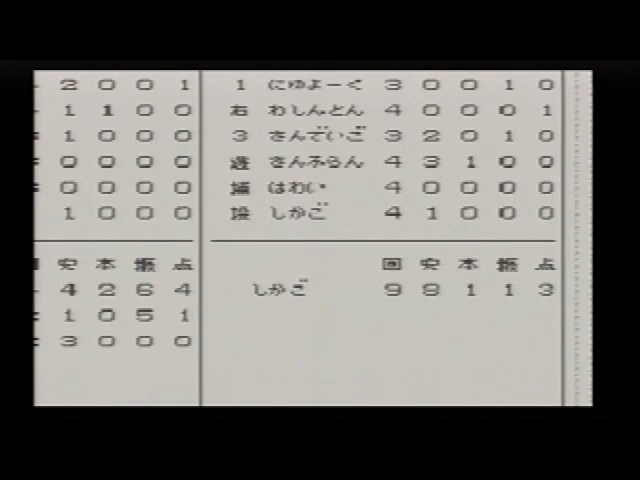 2 0 0 1 1 にゆよーく 3 0 0 1 0
1 1 0 0 右 わしんとん 4 0 0 0 1
1 0 0 0 3 さんでいご 3 2 0 1 0
0 0 0 0 遊 さんふらん 4 3 1 0 0
0 0 0 0 捕 はわい 4 0 0 0 0
1 0 0 0 投 しかご 4 1 0 0 0
安 本 振 点 回 安 本 振 点
4 2 6 4 しかご 9 8 1 1 3
1 0 5 1
3 0 0 0